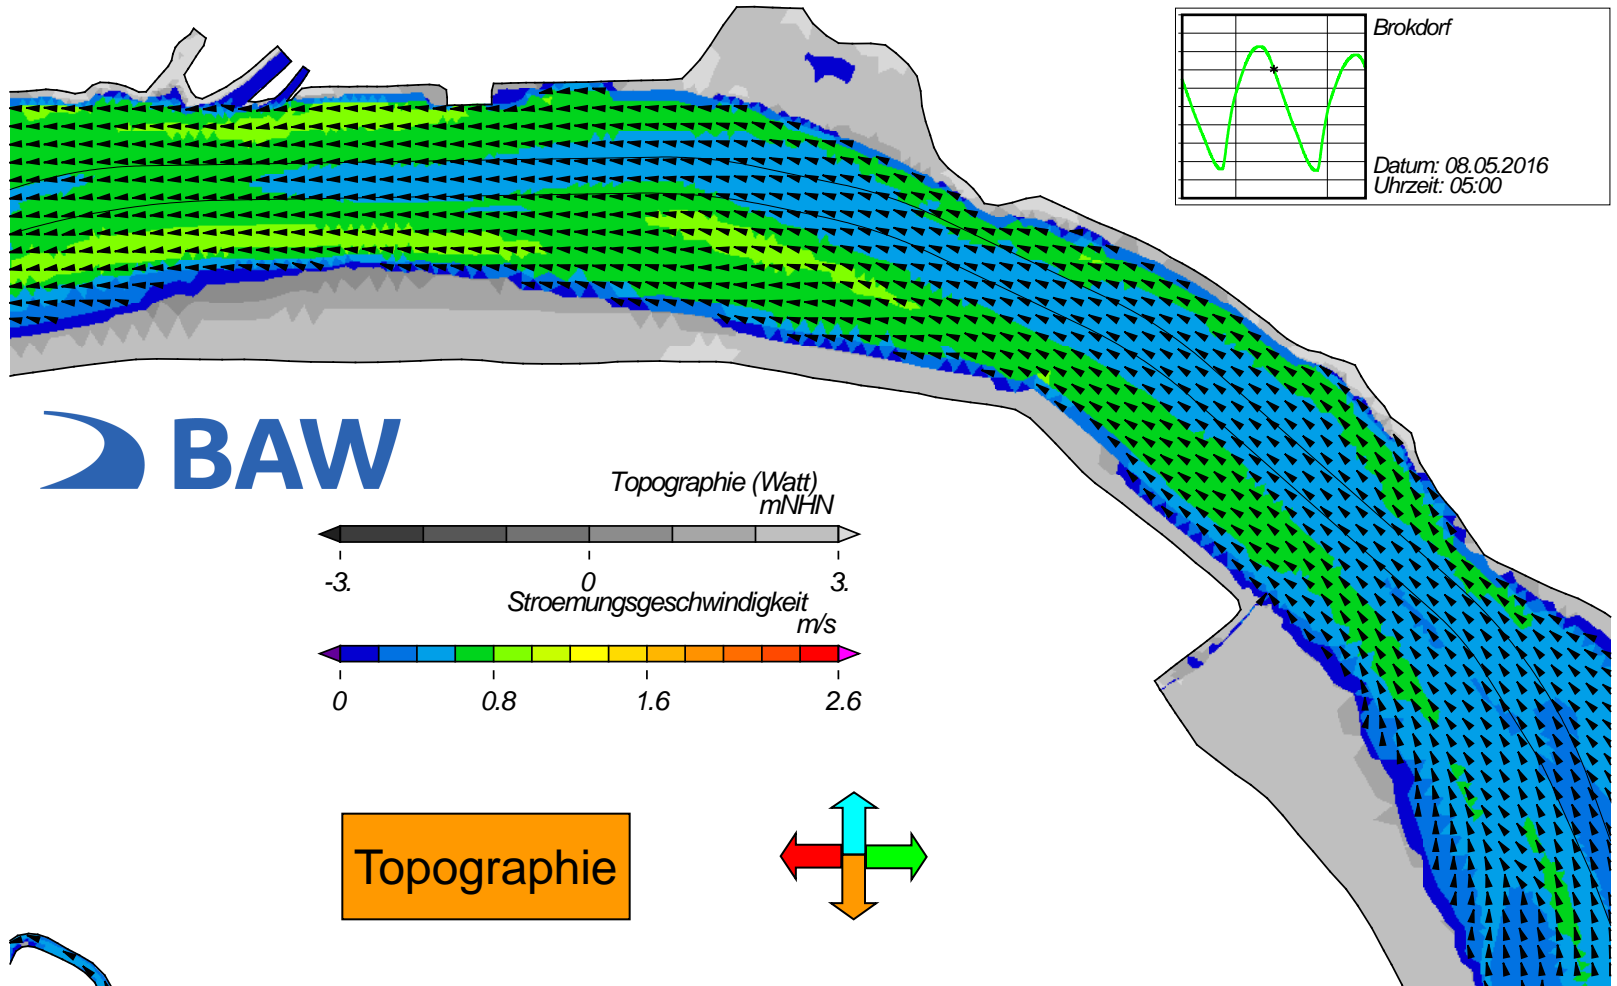 Brokdorf
Datum: 08.05.2016
Uhrzeit: 05:00
BAW
Topographie (Watt)
mNHN
-3. 0 3.
Stroemungsgeschwindigkeit
m/s
0 0.8 1.6 2.6
Topographie